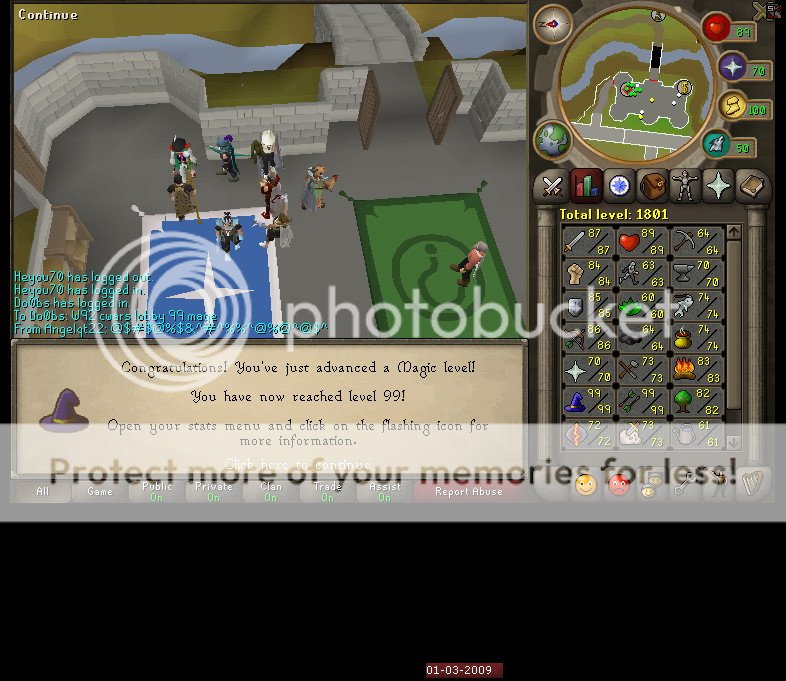 Continue
89
70
100
50
Total level: 1801
87 87 89 89 64 64
84 84 63 63 70 70
85 85 60 60 74 74
86 86 64 64 74 74
70 70 73 73 83 83
99 99 99 99 82 82
72 72 73 73 61 61
Heyou70 has logged out.
Heyou70 has logged in.
Do0bs has logged in.
To Do0bs: W92 cwars lobby 99 mage
photobucket
Congratulations! You've just advanced a Magic level!
You have now reached level 99!
Open your stats menu and click on the flashing icon for
more information.
Click here to continue
Protect more of your memories for less!
All Game Public Private Clan Trade Assist Report Abuse
On On On On On
01-03-2009